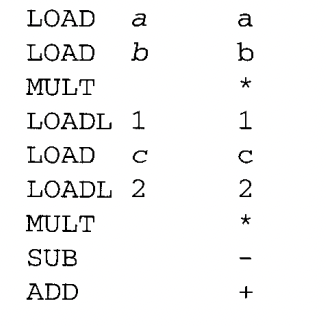 LOAD a a
LOAD b b
MULT *
LOADL 1 1
LOAD c c
LOADL 2 2
MULT *
SUB -
ADD +